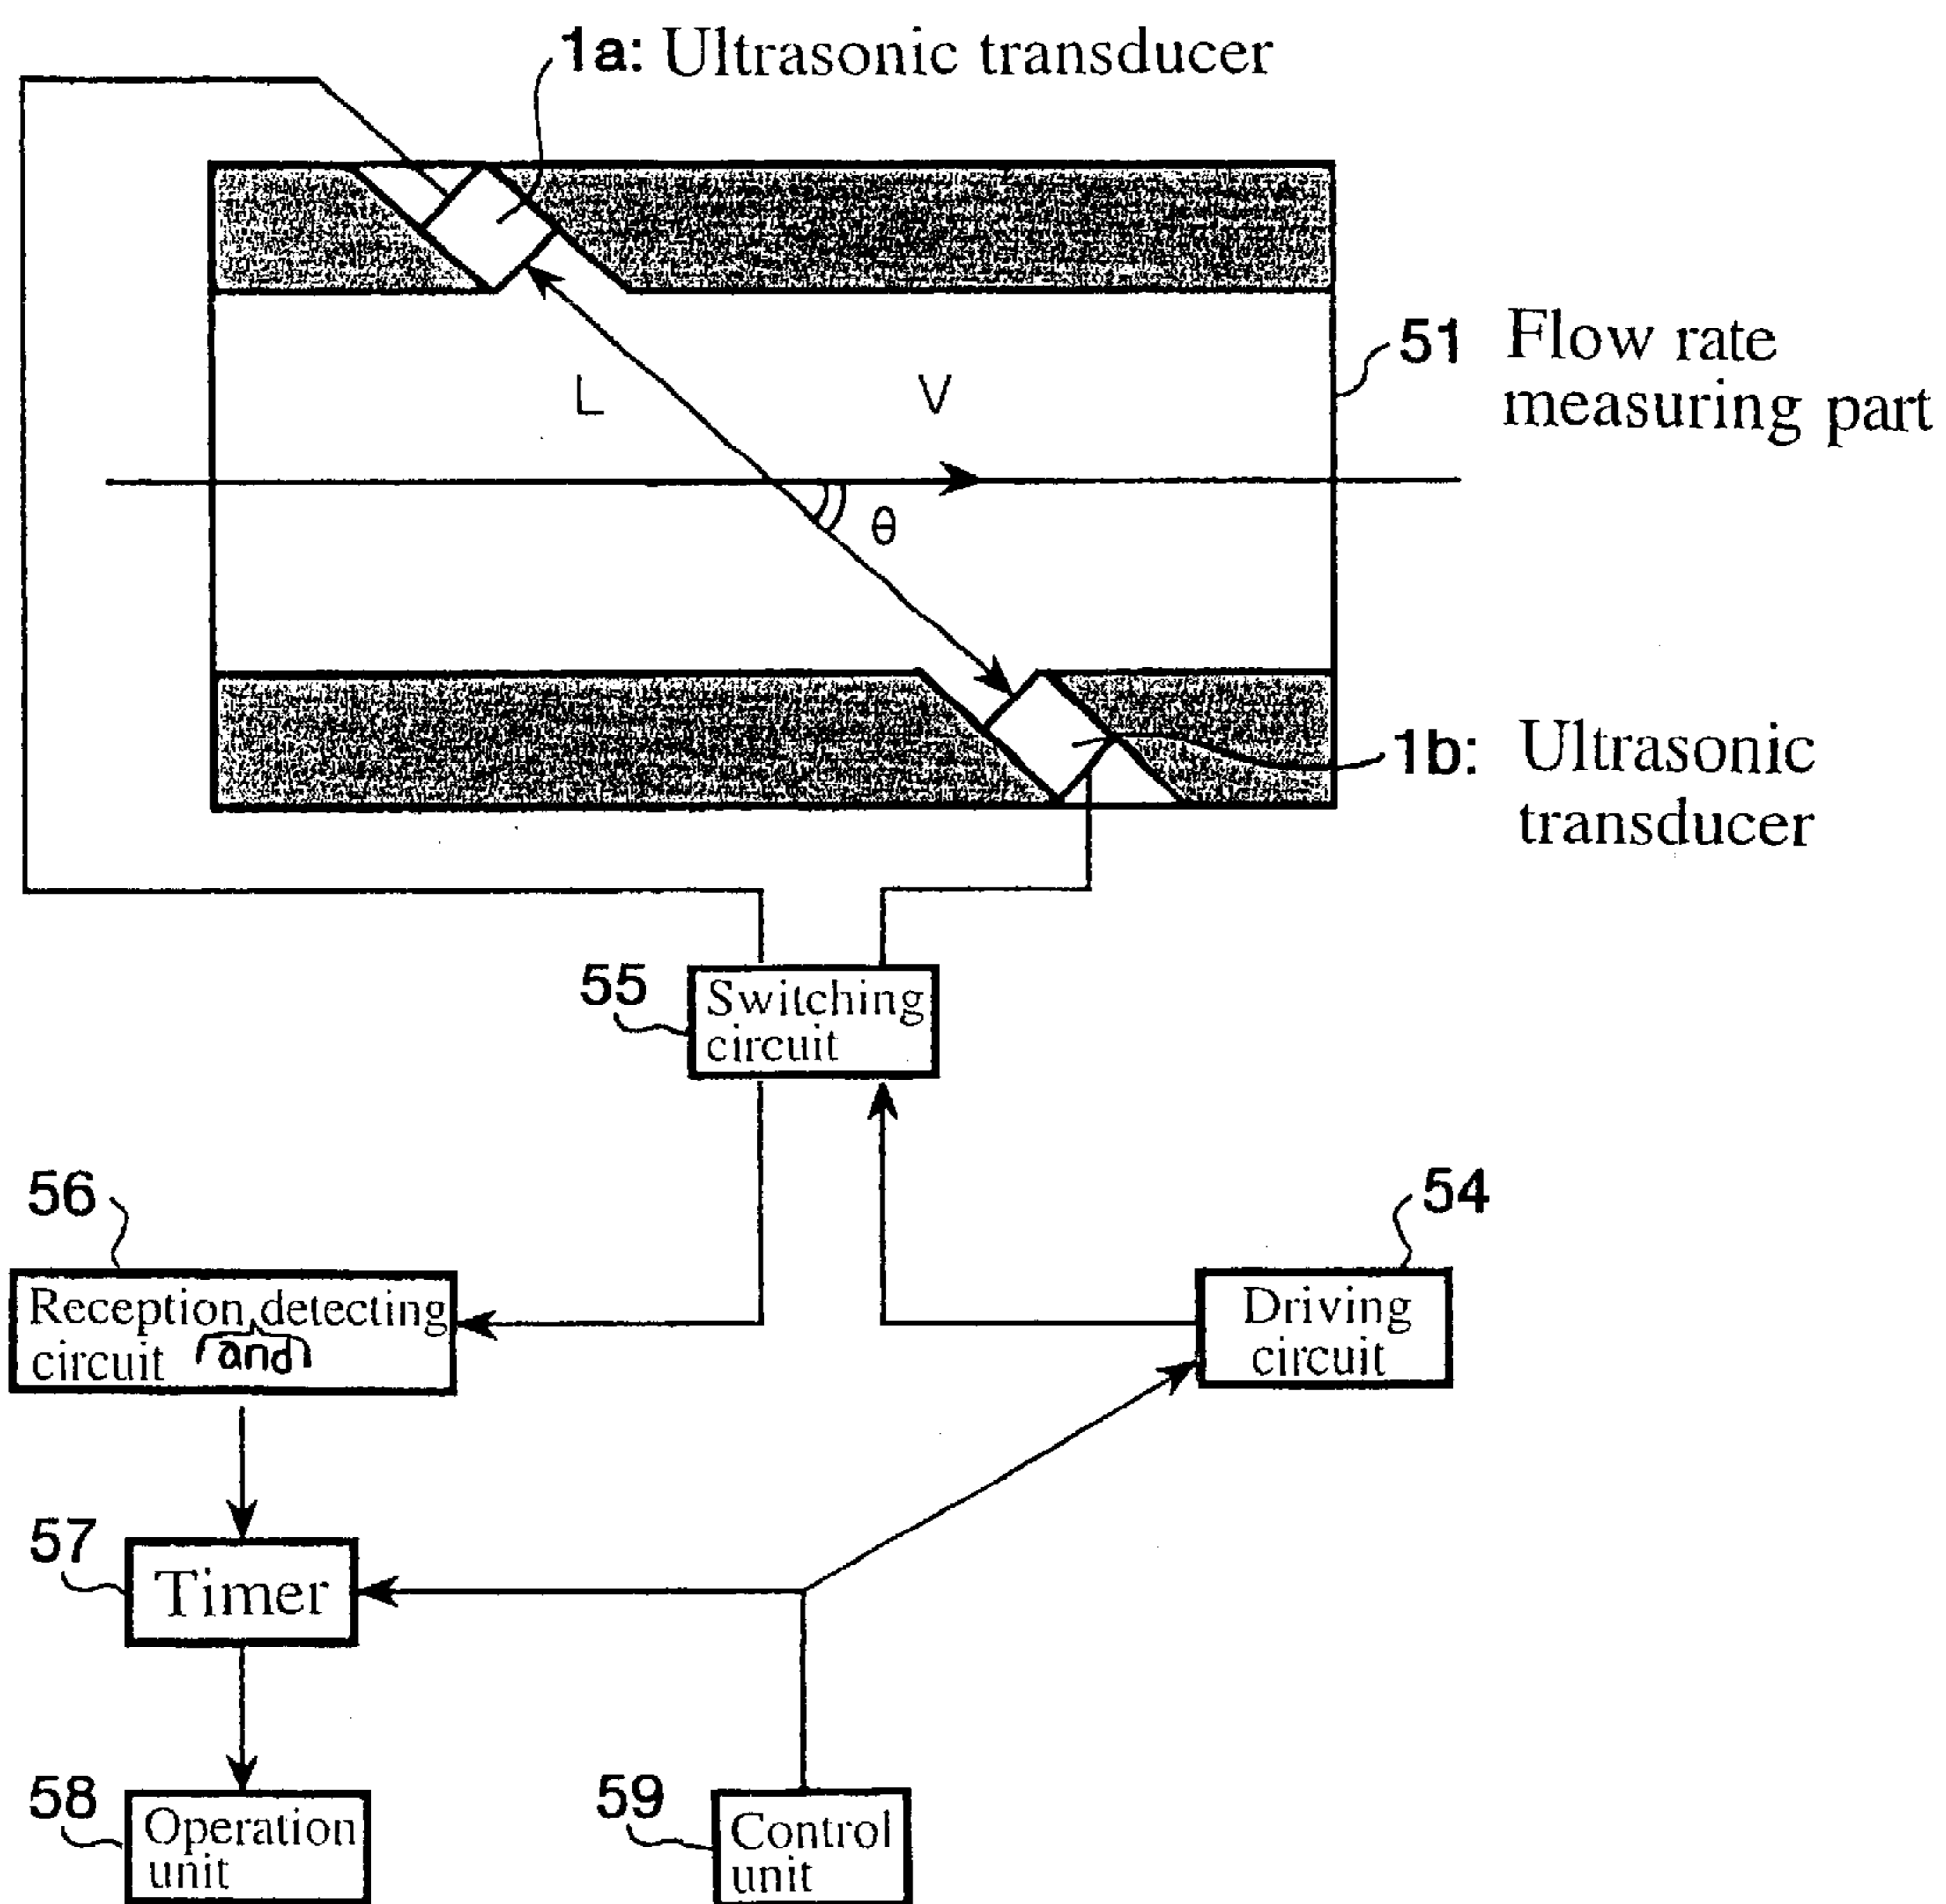 1a: Ultrasonic transducer
51 Flow rate
measuring part
L
V
θ
1b: Ultrasonic
transducer
55
Switching
circuit
56
54
Reception detecting
circuit and
Driving
circuit
57
Timer
58
Operation
unit
59
Control
unit